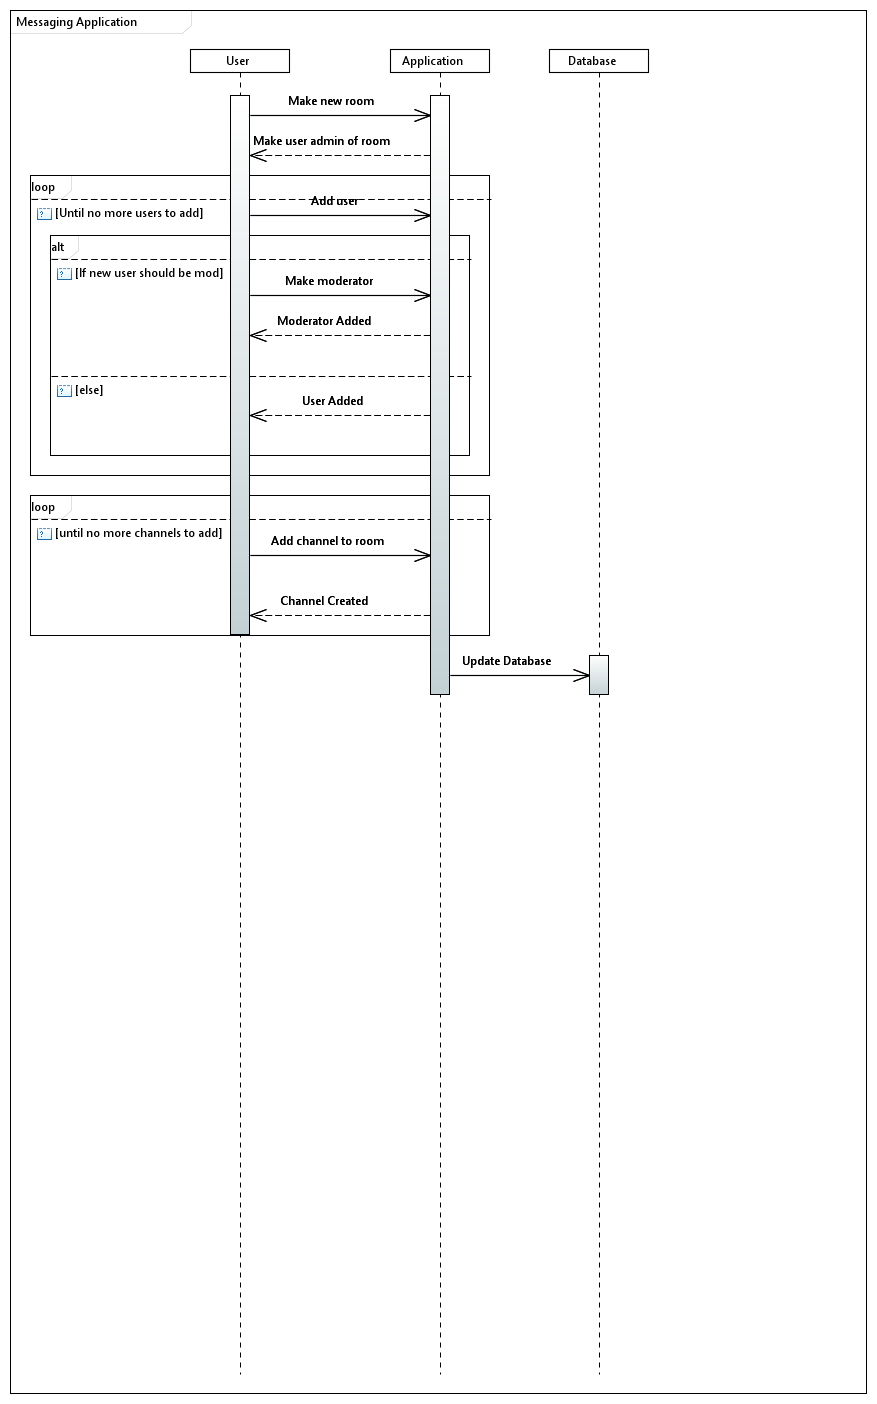 Messaging Application
User
Application
Database
Make new room
Make user admin of room
loop
Add user
[Until no more users to add]
alt
[If new user should be mod]
Make moderator
Moderator Added
[else]
User Added
loop
[until no more channels to add]
Add channel to room
Channel Created
Update Database